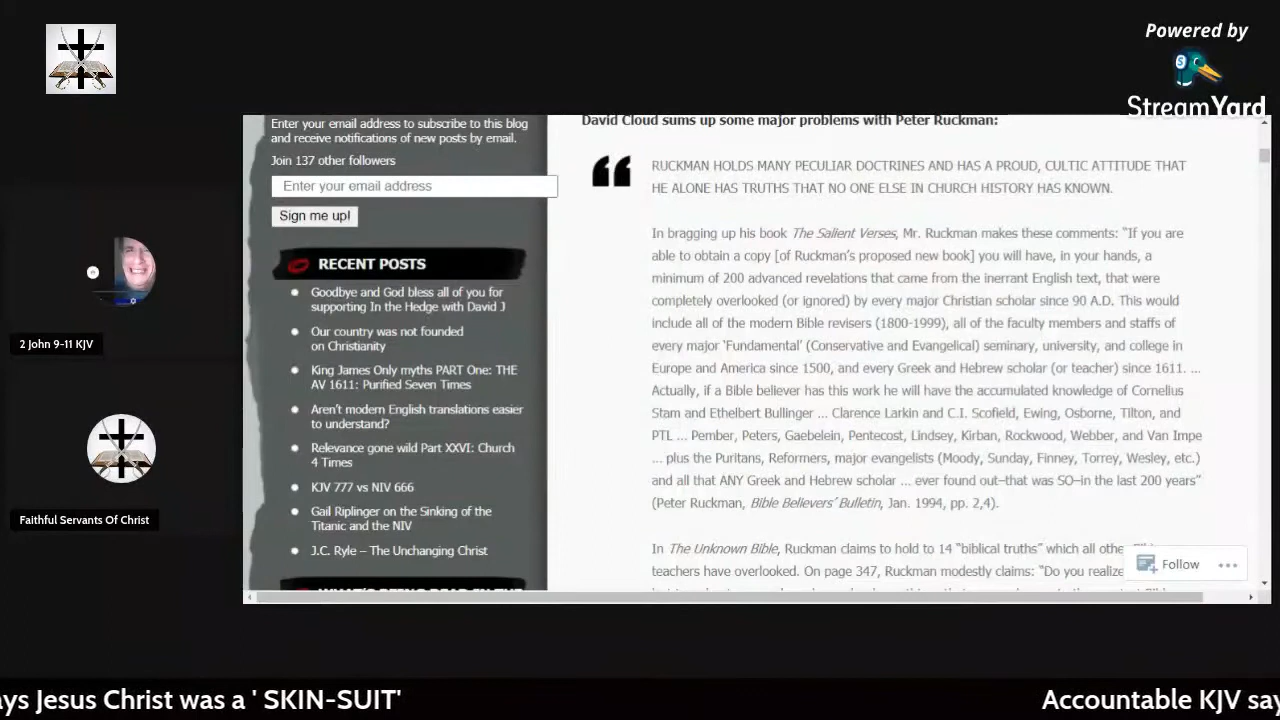 Powered by
StreamYard
2 John 9-11 KJV
Faithful Servants Of Christ
Enter your email address to subscribe to this blog
and receive notifications of new posts by email.
Join 137 other followers
Enter your email address
Sign me up!
RECENT POSTS
Goodbye and God bless all of you for
supporting In the Hedge with David J
Our country was not founded
on Christianity
King James Only myths PART One: THE
AV 1611: Purified Seven Times
Aren't modern English translations easier
to understand?
Relevance gone wild Part XXVI: Church
4 Times
KJV 777 vs NIV 666
Gail Riplinger on the Sinking of the
Titanic and the NIV
J.C. Ryle – The Unchanging Christ
David Cloud sums up some major problems with Peter Ruckman:
RUCKMAN HOLDS MANY PECULIAR DOCTRINES AND HAS A PROUD, CULTIC ATTITUDE THAT
HE ALONE HAS TRUTHS THAT NO ONE ELSE IN CHURCH HISTORY HAS KNOWN.
In bragging up his book The Salient Verses, Mr. Ruckman makes these comments: "If you are
able to obtain a copy [of Ruckman's proposed new book] you will have, in your hands, a
minimum of 200 advanced revelations that came from the inerrant English text, that were
completely overlooked (or ignored) by every major Christian scholar since 90 A.D. This would
include all of the modern Bible revisers (1800-1999), all of the faculty members and staffs of
every major 'Fundamental' (Conservative and Evangelical) seminary, university, and college in
Europe and America since 1500, and every Greek and Hebrew scholar (or teacher) since 1611. ...
Actually, if a Bible believer has this work he will have the accumulated knowledge of Cornelius
Stam and Ethelbert Bullinger ... Clarence Larkin and C.I. Scofield, Ewing, Osborne, Tilton, and
PTL ... Pember, Peters, Gaebelein, Pentecost, Lindsey, Kirban, Rockwood, Webber, and Van Impe
... plus the Puritans, Reformers, major evangelists (Moody, Sunday, Finney, Torrey, Wesley, etc.)
and all that ANY Greek and Hebrew scholar ... ever found out–that was SO–in the last 200 years"
(Peter Ruckman, Bible Believers' Bulletin, Jan. 1994, pp. 2,4).
In The Unknown Bible, Ruckman claims to hold to 14 "biblical truths" which all othe
teachers have overlooked. On page 347, Ruckman modestly claims: "Do you realize
Follow
ays Jesus Christ was a ' SKIN-SUIT'
Accountable KJV say